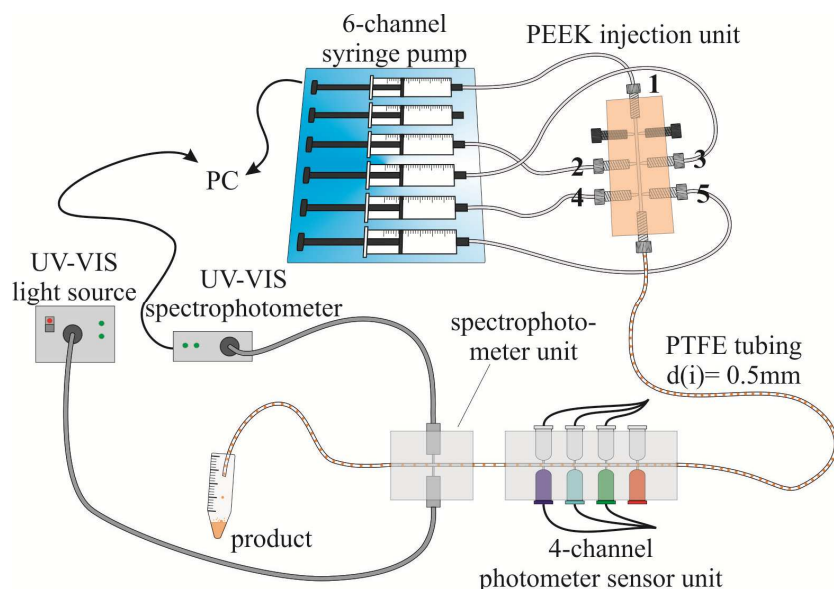 6-channel
syringe pump
PEEK injection unit
1
2
3
4
5
PC
UV-VIS
light source
UV-VIS
spectrophotometer
spectrophoto-
meter unit
PTFE tubing
d(i)= 0.5mm
product
4-channel
photometer sensor unit